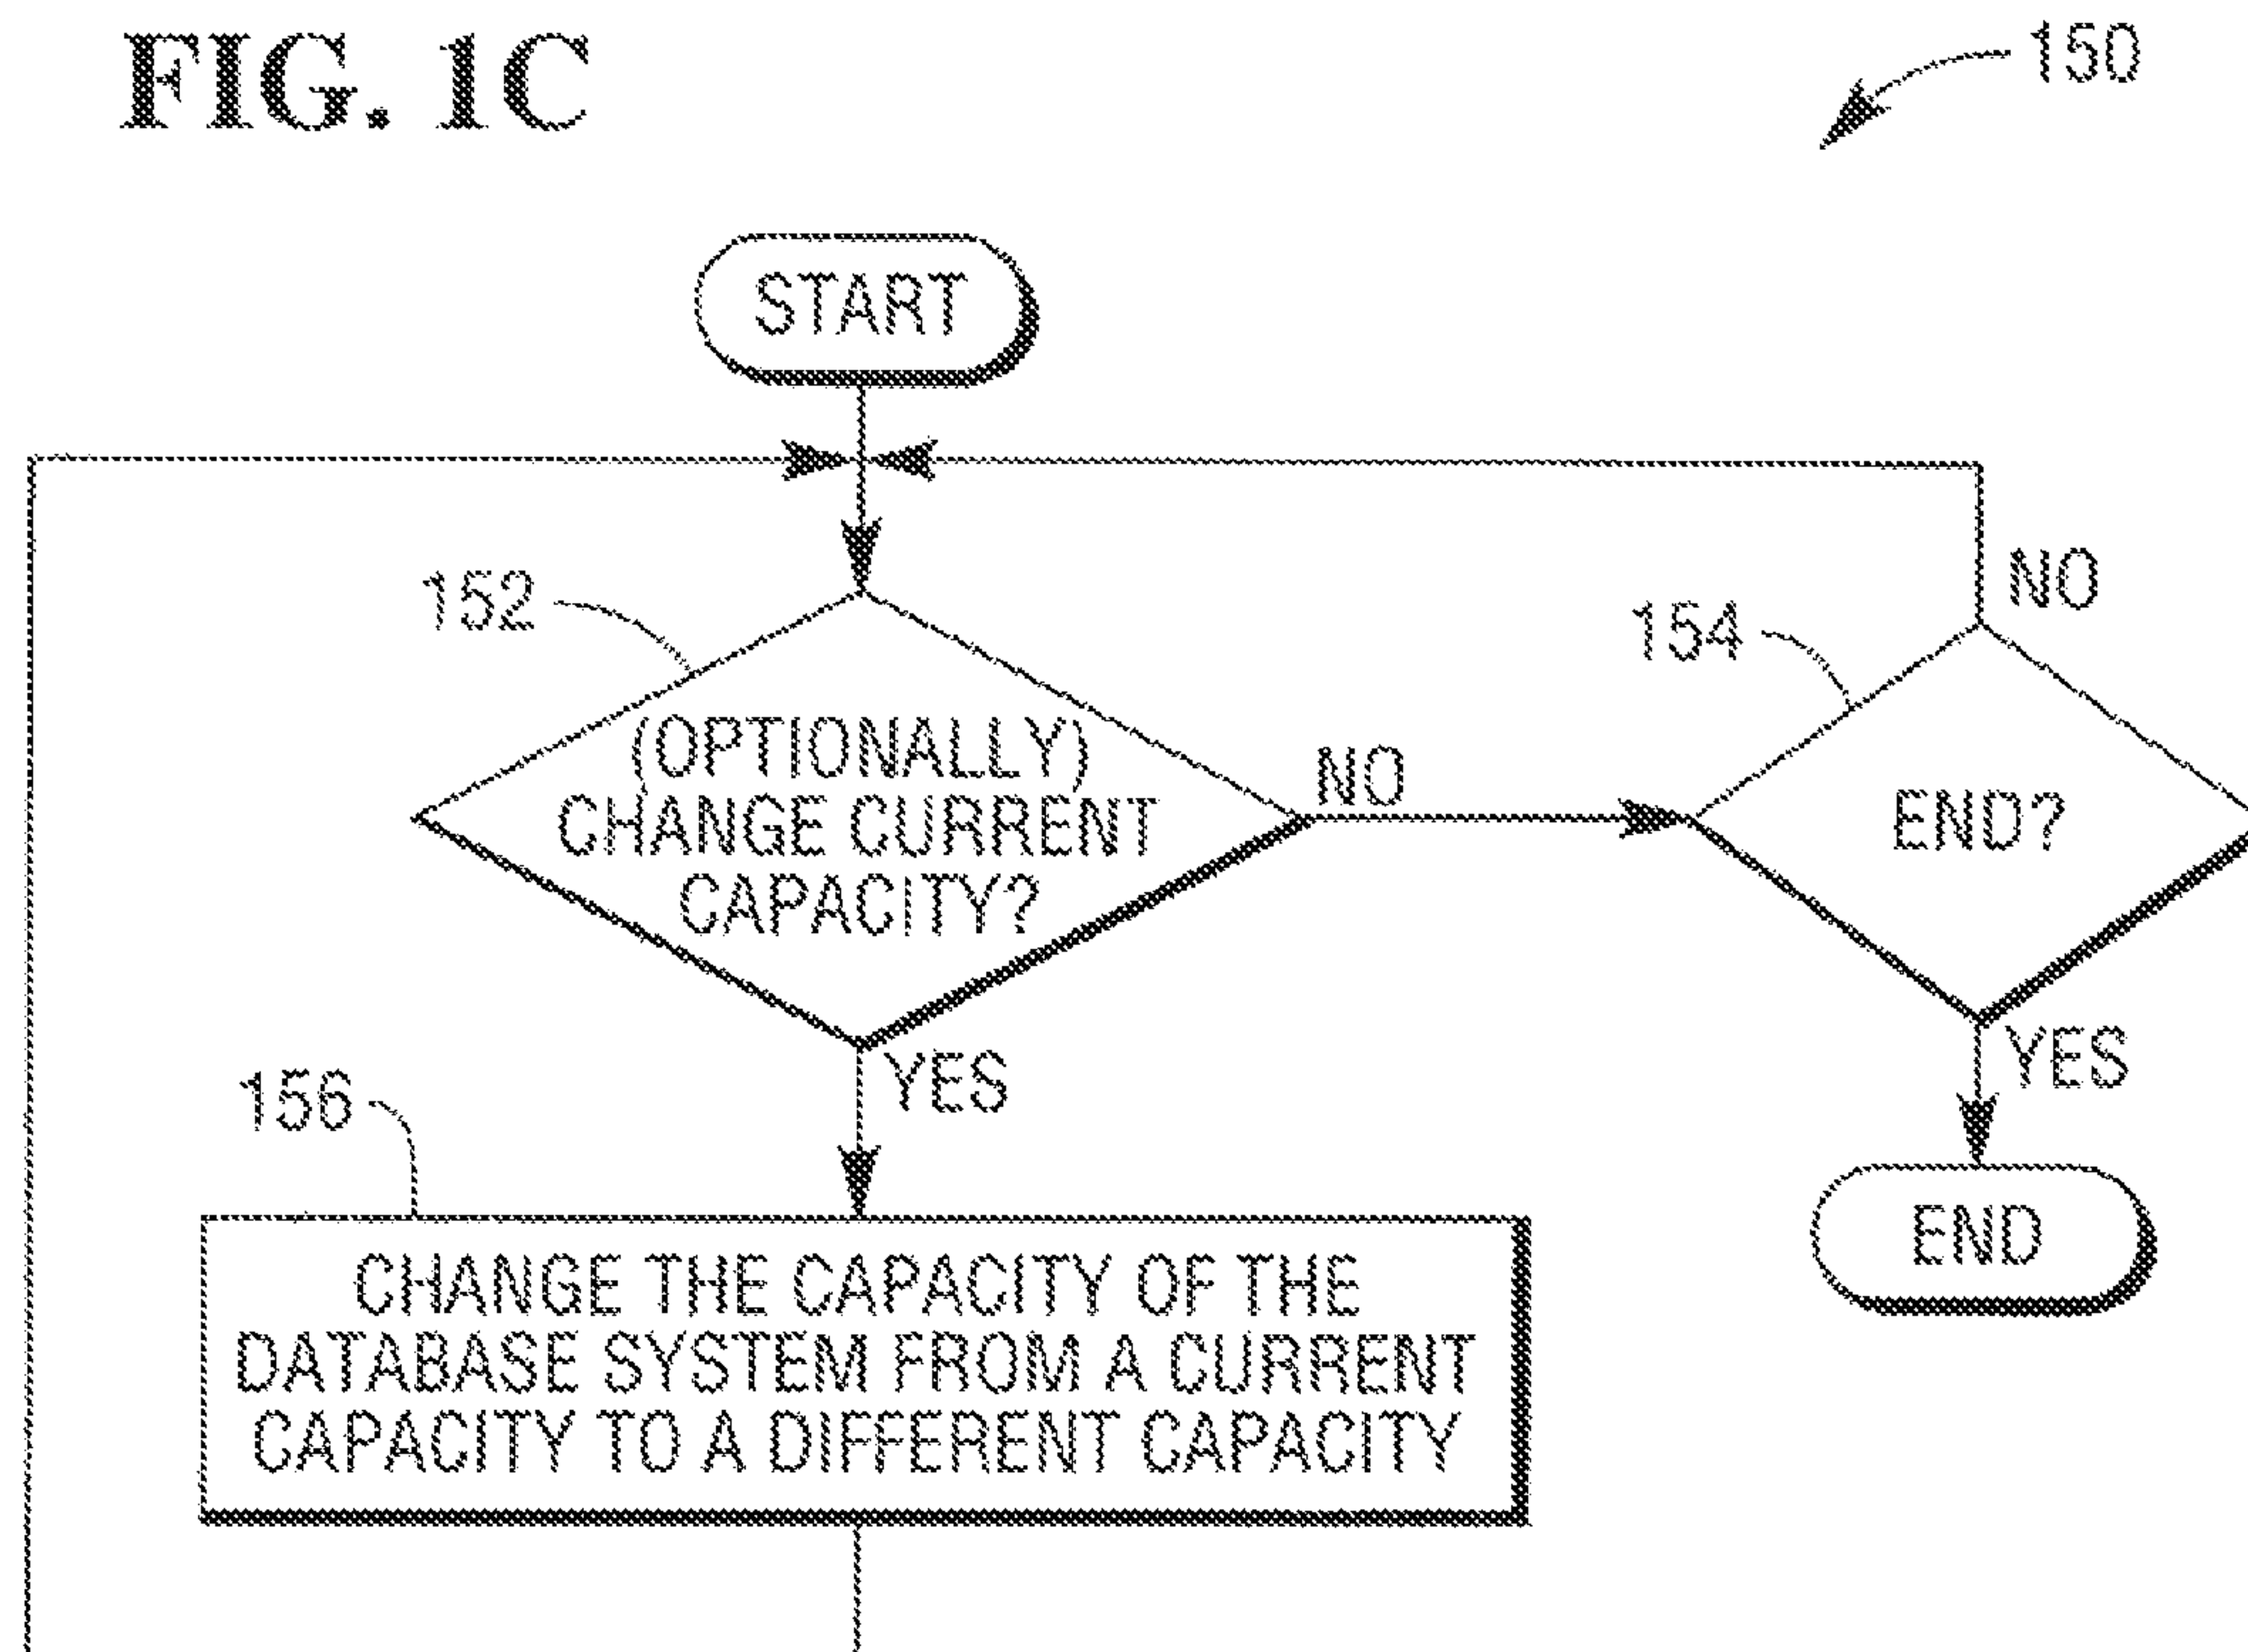 FIG. 1C
150
START
152
(OPTIONALLY)
CHANGE CURRENT
CAPACITY?
NO
154
NO
END?
YES
YES
END
156
CHANGE THE CAPACITY OF THE
DATABASE SYSTEM FROM A CURRENT
CAPACITY TO A DIFFERENT CAPACITY